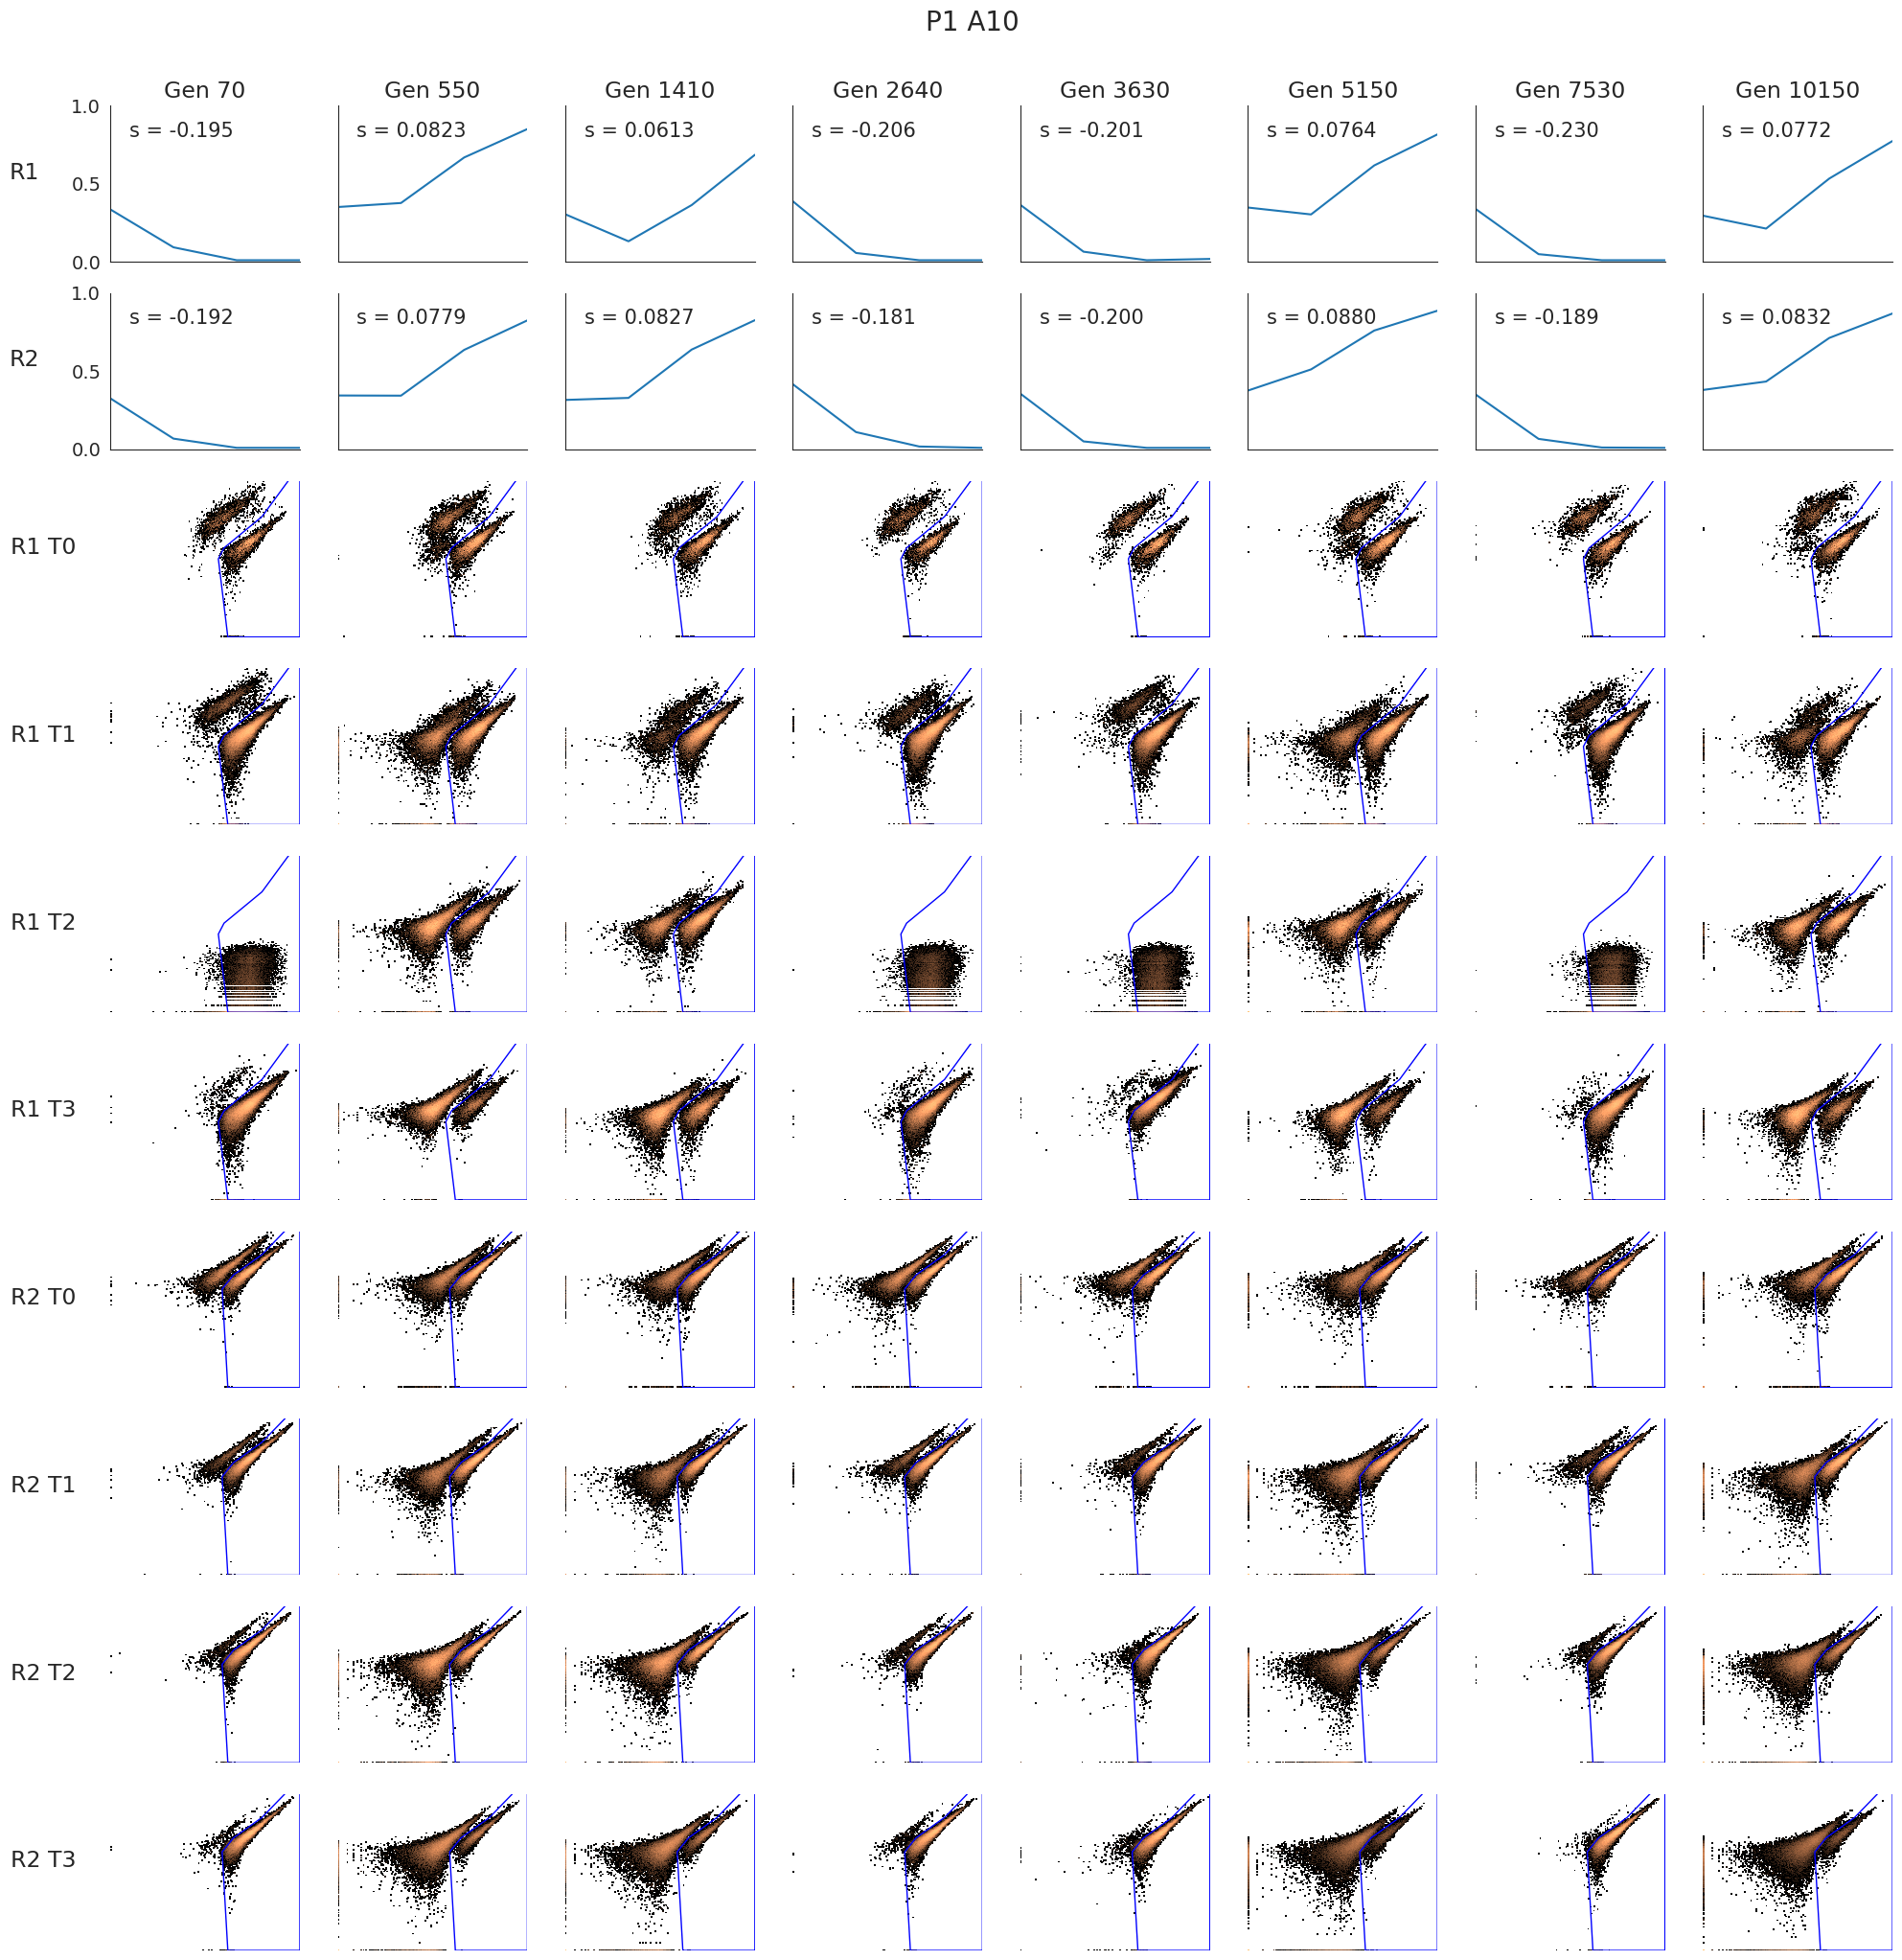 P1 A10
Gen 70 Gen 550 Gen 1410 Gen 2640 Gen 3630 Gen 5150 Gen 7530 Gen 10150
1.0
s = -0.195 s = 0.0823 s = 0.0613 s = -0.206 s = -0.201 s = 0.0764 s = -0.230 s = 0.0772
R1
0.5
0.0
1.0
s = -0.192 s = 0.0779 s = 0.0827 s = -0.181 s = -0.200 s = 0.0880 s = -0.189 s = 0.0832
R2
0.5
0.0
R1 T0
R1 T1
R1 T2
R1 T3
R2 T0
R2 T1
R2 T2
R2 T3